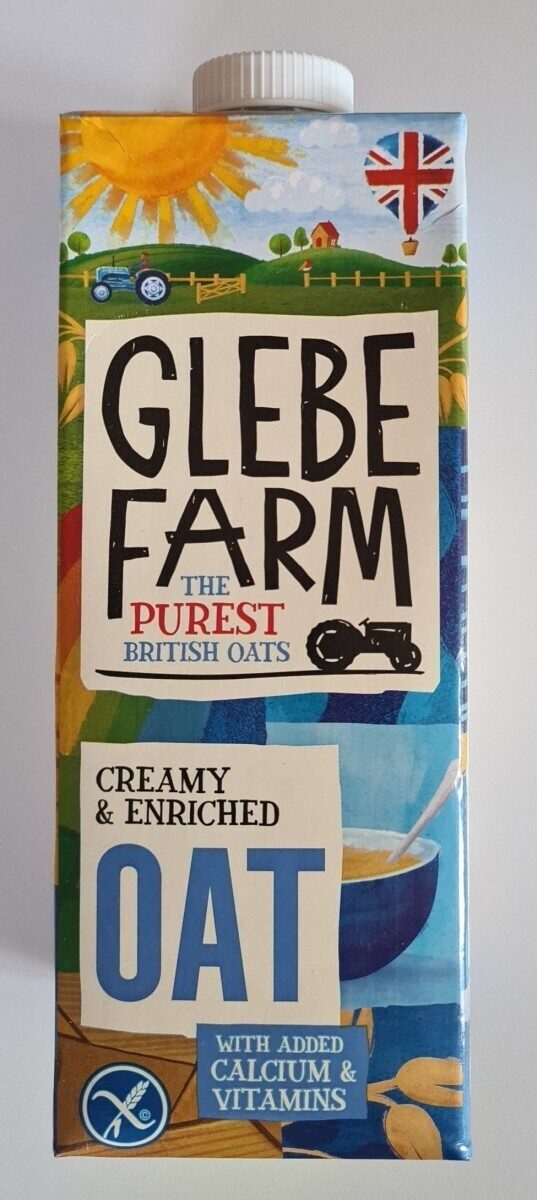 GLEBE
FARM
THE
PUREST
BRITISH OATS
CREAMY
& ENRICHED
OAT
WITH ADDED
CALCIUM &
VITAMINS
©